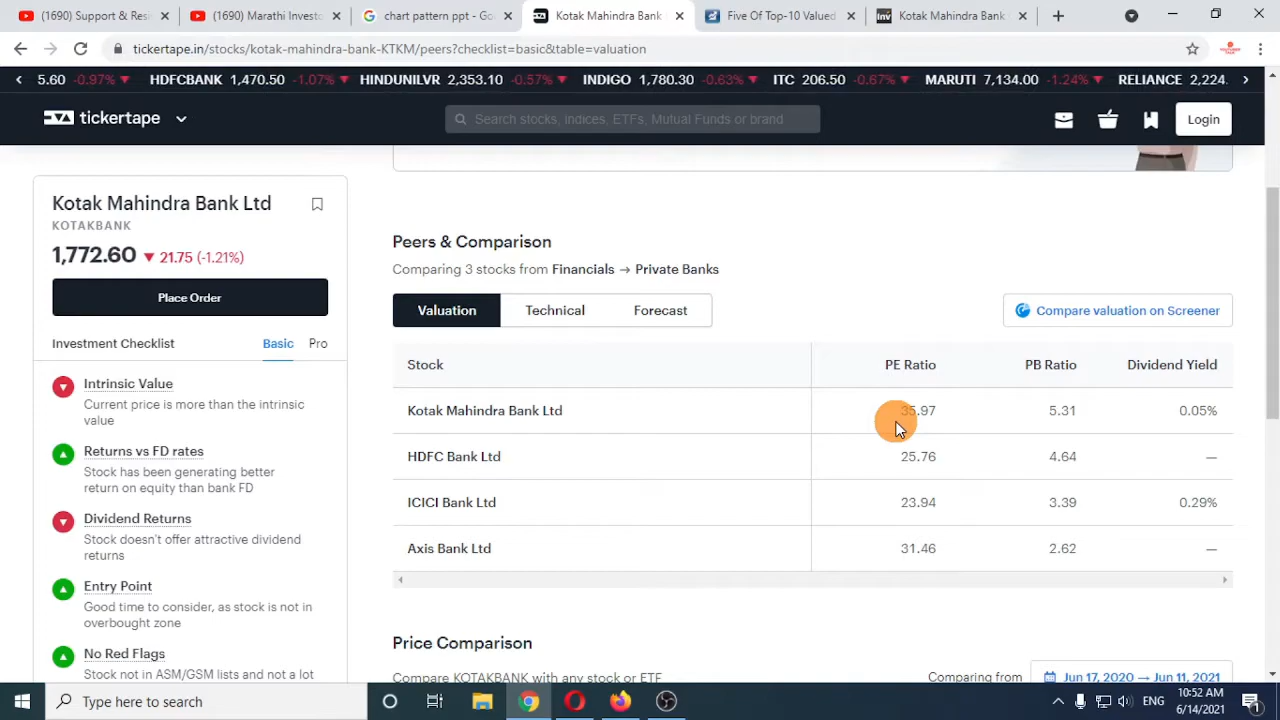 (1690) Support & Res
(1690) Marathi Investo
chart pattern ppt - Go
Kotak Mahindra Bank
Five Of Top-10 Valued
Kotak Mahindra Bank
tickertape.in/stocks/kotak-mahindra-bank-KTKM/peers?checklist=basic&table=valuation
5.60 -0.97% HDFCBANK 1,470.50 -1.07% HINDUNILVR 2,353.10 -0.57% INDIGO 1,780.30 -0.63% ITC 206.50 -0.67% MARUTI 7,134.00 -1.24% RELIANCE 2,224.
tickertape
Search stocks, indices, ETFs, Mutual Funds or brand
Login
Kotak Mahindra Bank Ltd
KOTAKBANK
1,772.60 21.75 (-1.21%)
Place Order
Investment Checklist Basic Pro
Intrinsic Value
Current price is more than the intrinsic
value
Returns vs FD rates
Stock has been generating better
return on equity than bank FD
Dividend Returns
Stock doesn't offer attractive dividend
returns
Entry Point
Good time to consider, as stock is not in
overbought zone
No Red Flags
Stock not in ASM/GSM lists and not a lot
Peers & Comparison
Comparing 3 stocks from Financials → Private Banks
Valuation Technical Forecast
Compare valuation on Screener
Stock PE Ratio PB Ratio Dividend Yield
Kotak Mahindra Bank Ltd 35.97 5.31 0.05%
HDFC Bank Ltd 25.76 4.64 —
ICICI Bank Ltd 23.94 3.39 0.29%
Axis Bank Ltd 31.46 2.62 —
Price Comparison
Compare KOTAKBANK with any stock or ETF
Comparing from Jun 17, 2020 → Jun 11, 2021
Type here to search
ENG
10:52 AM
6/14/2021